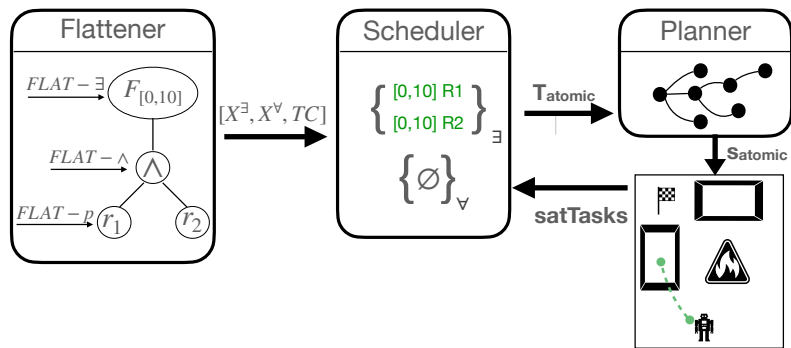 Flattener
FLAT − ∃
F[0,10]
FLAT − ∧
∧
FLAT − p
r1
r2
[X∃, X∀, TC]
Scheduler
{ [0,10] R1
[0,10] R2 }∃
{∅}∀
Tatomic
Planner
satomic
satTasks